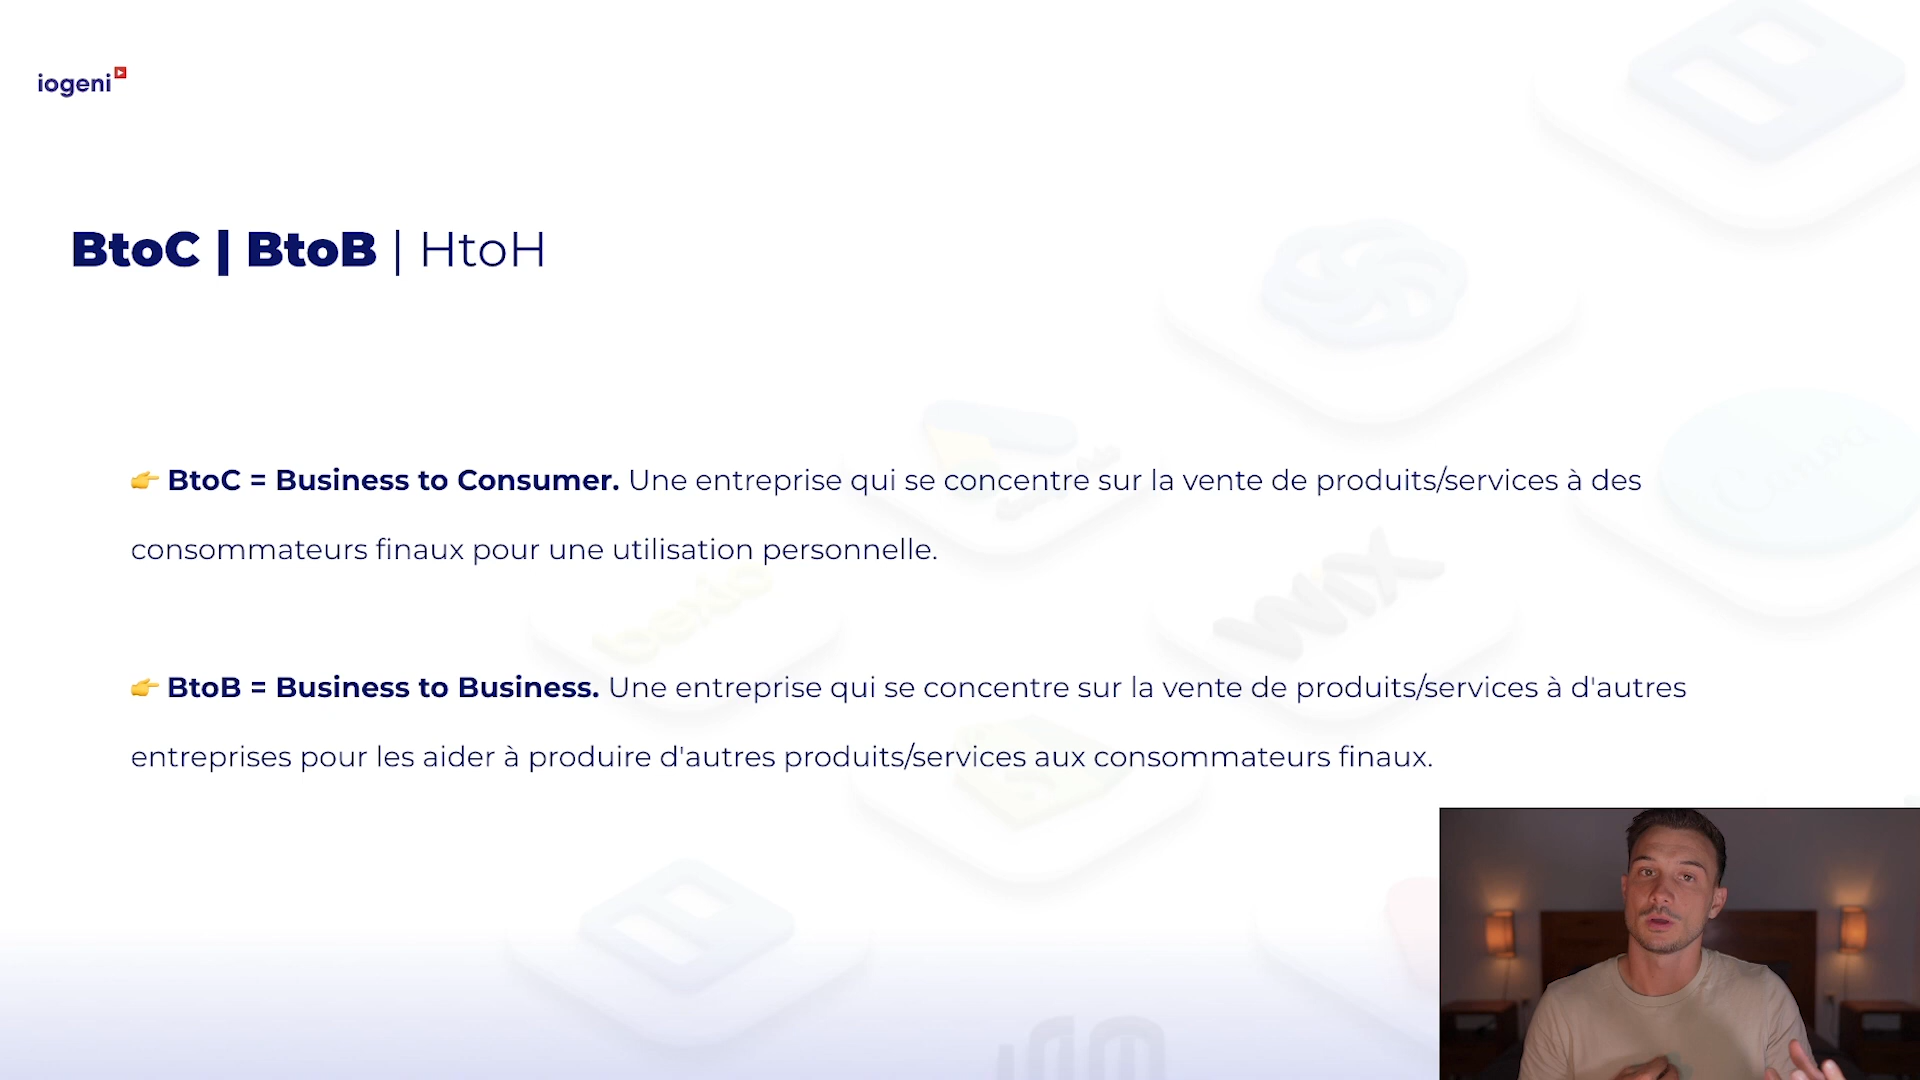 iogeni
BtoC | BtoB | HtoH
👉 BtoC = Business to Consumer. Une entreprise qui se concentre sur la vente de produits/services à des
consommateurs finaux pour une utilisation personnelle.
bexio
WIX
👉 BtoB = Business to Business. Une entreprise qui se concentre sur la vente de produits/services à d'autres
entreprises pour les aider à produire d'autres produits/services aux consommateurs finaux.